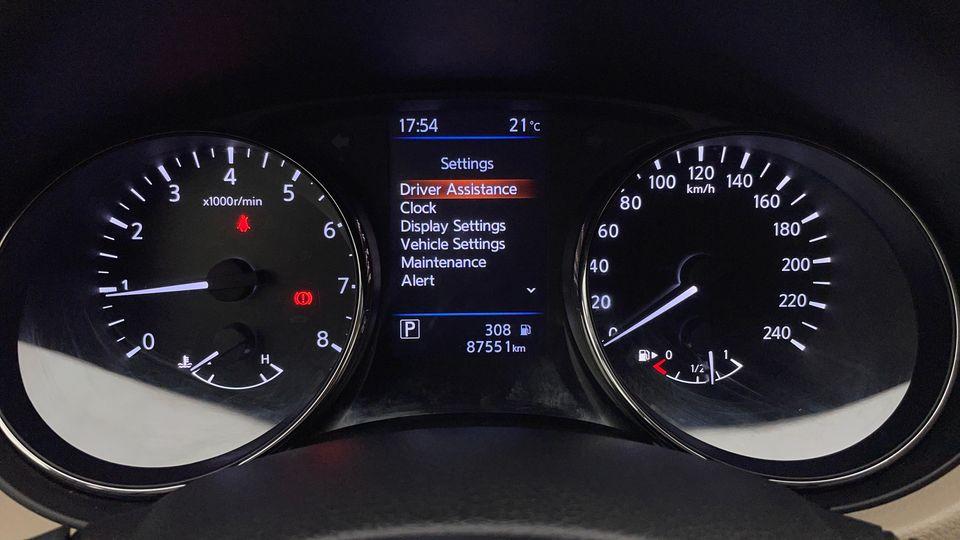 17:54 21°C
Settings
Driver Assistance
Clock
Display Settings
Vehicle Settings
Maintenance
Alert
P 308
87551km
0 1 2 3 4 5 6 7 8
x1000r/min
H
0 20 40 60 80 100 120 140 160 180 200 220 240
km/h
0 1/2 1